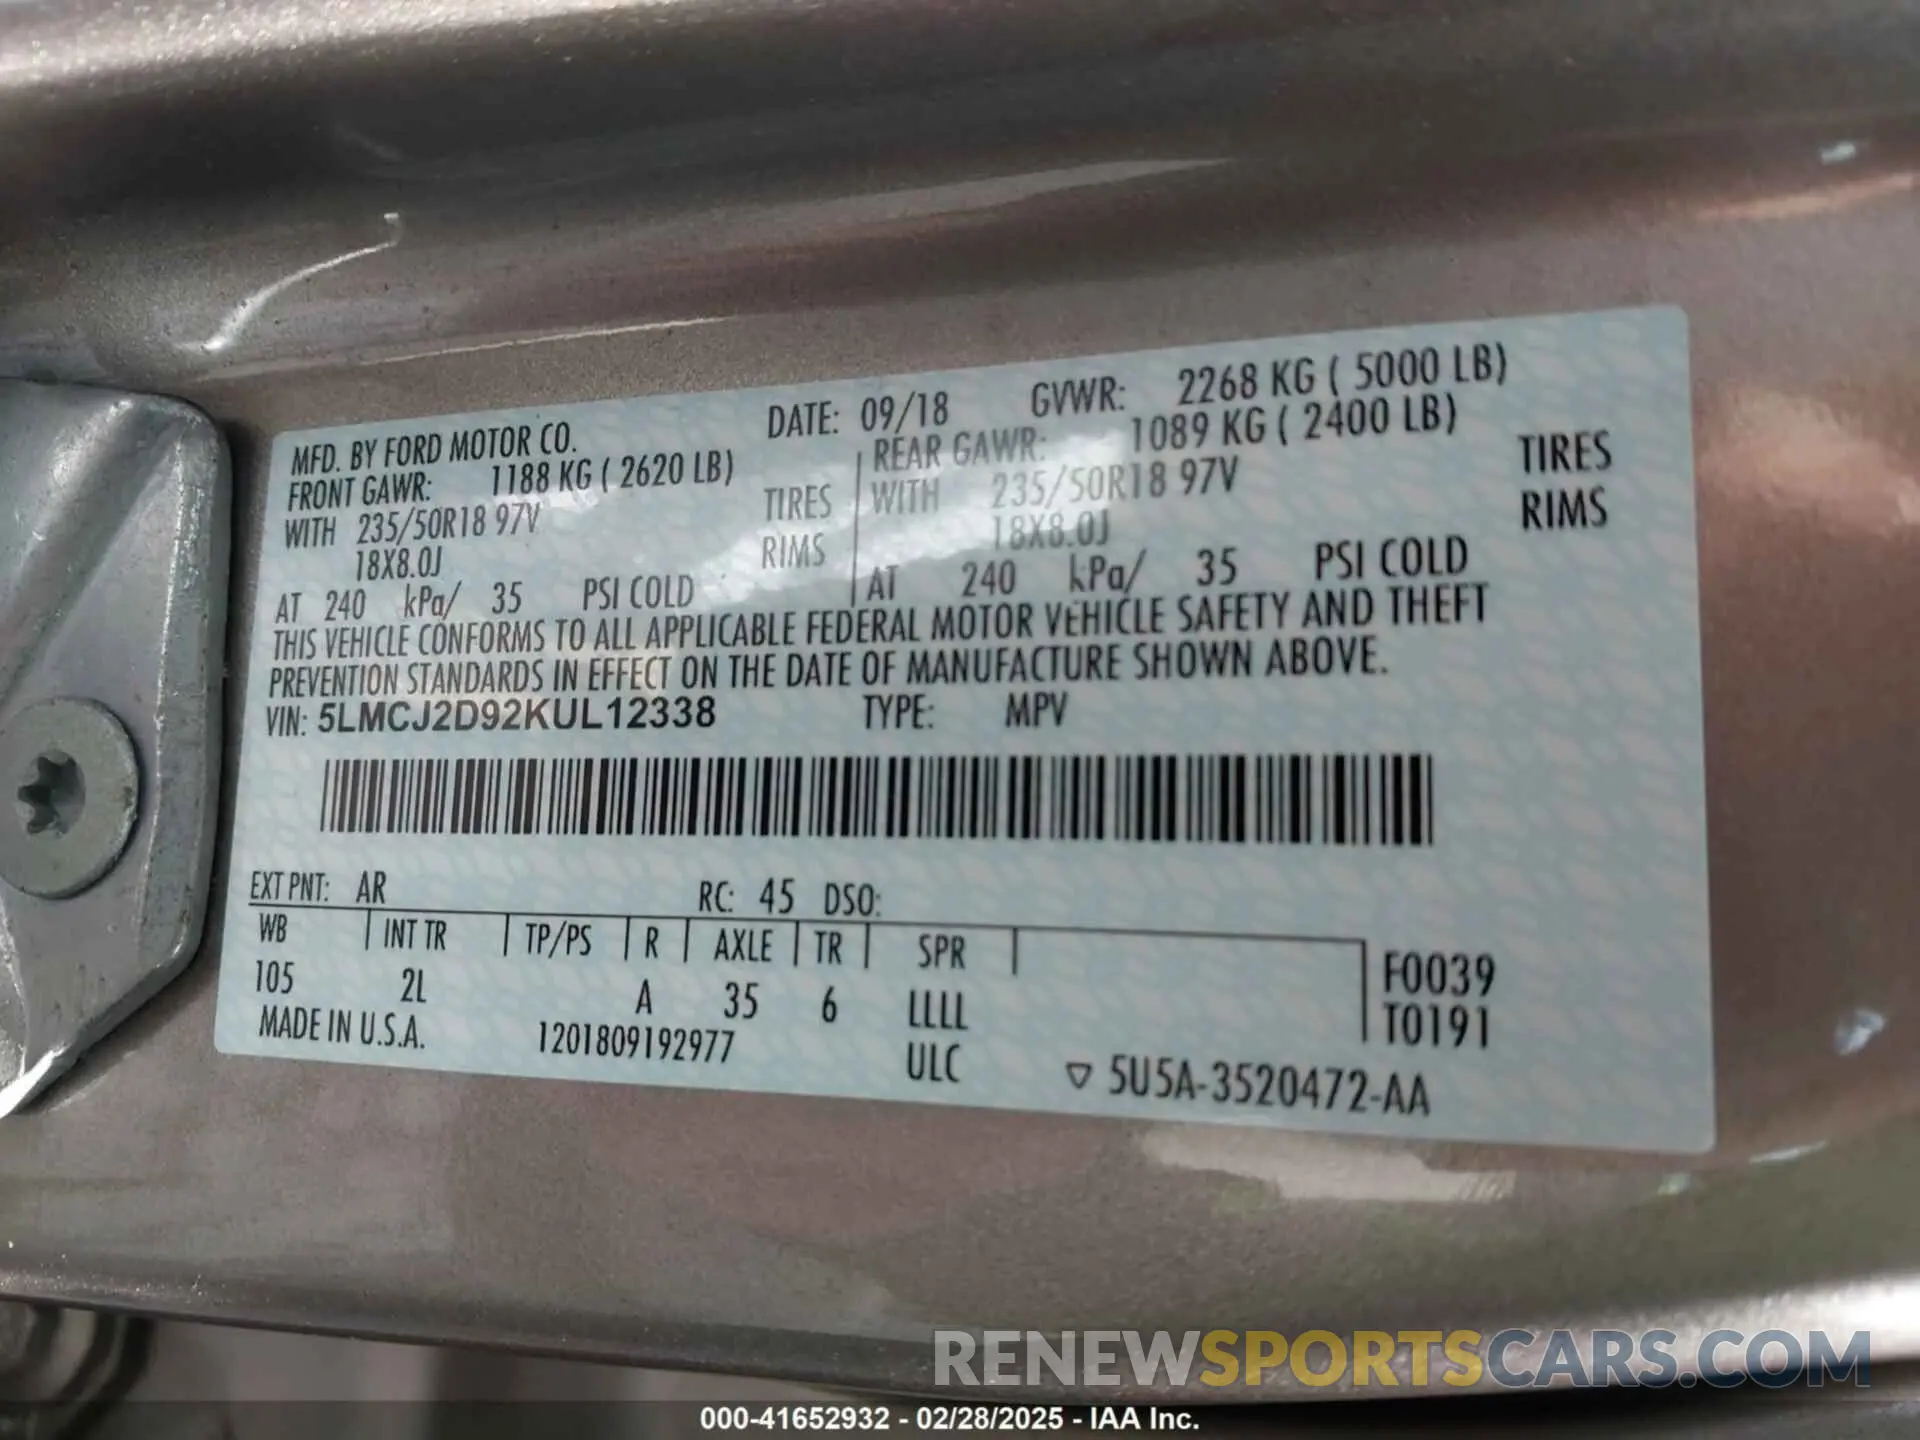 MFD. BY FORD MOTOR CO. DATE: 09/18 GVWR: 2268 KG ( 5000 LB)
FRONT GAWR: 1188 KG ( 2620 LB) REAR GAWR: 1089 KG ( 2400 LB)
WITH 235/50R18 97V TIRES WITH 235/50R18 97V TIRES
18X8.0J RIMS 18X8.0J RIMS
AT 240 kPa/ 35 PSI COLD AT 240 kPa/ 35 PSI COLD
THIS VEHICLE CONFORMS TO ALL APPLICABLE FEDERAL MOTOR VEHICLE SAFETY AND THEFT
PREVENTION STANDARDS IN EFFECT ON THE DATE OF MANUFACTURE SHOWN ABOVE.
VIN: 5LMCJ2D92KUL12338 TYPE: MPV
EXT PNT: AR RC: 45 DSO:
WB INT TR TP/PS R AXLE TR SPR F0039
105 2L A 35 6 LLLL T0191
MADE IN U.S.A. 1201809192977 ULC ▽ 5U5A-3520472-AA
RENEWSPORTSCARS.COM
000-41652932 - 02/28/2025 - IAA Inc.